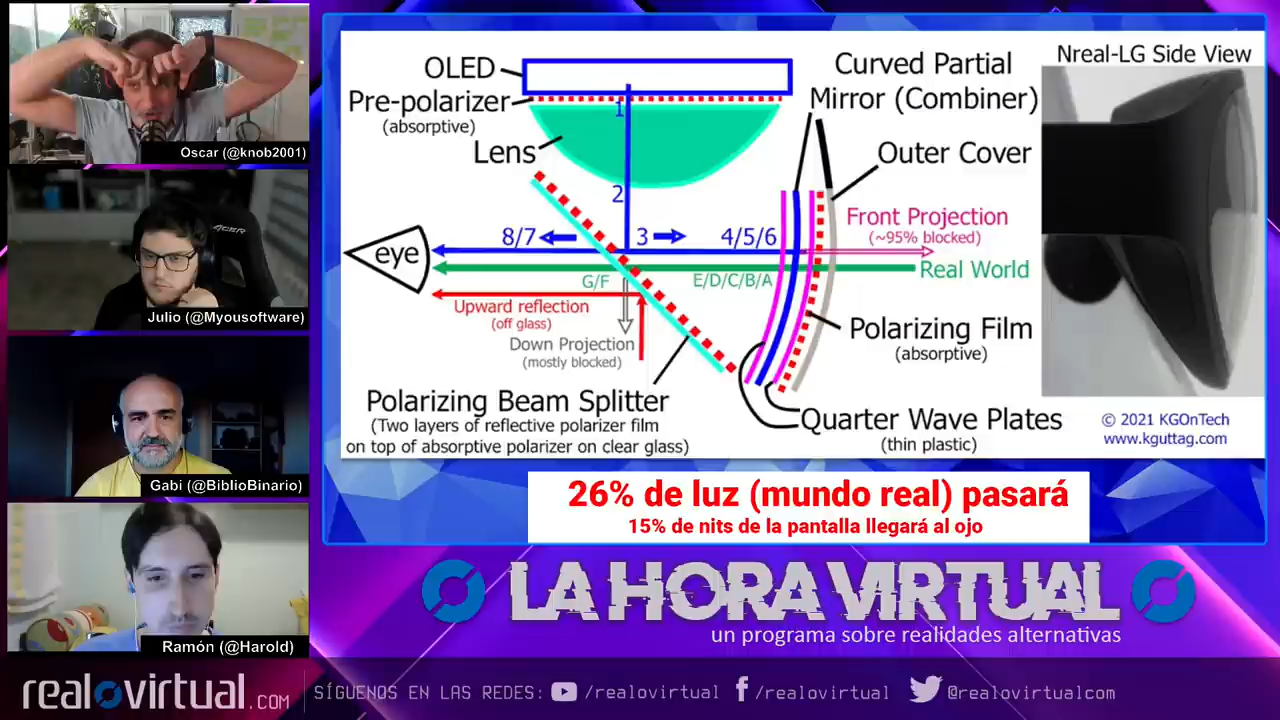 Oscar (@knob2001)
Julio (@Myousoftware)
Gabi (@BiblioBinario)
Ramón (@Harold)
OLED
Pre-polarizer
(absorptive)
Lens
1
2
Curved Partial
Mirror (Combiner)
Outer Cover
Nreal-LG Side View
eye
8/7
3
4/5/6
Front Projection
(~95% blocked)
Real World
G/F
E/D/C/B/A
Upward reflection
(off glass)
Down Projection
(mostly blocked)
Polarizing Film
(absorptive)
Polarizing Beam Splitter
(Two layers of reflective polarizer film
on top of absorptive polarizer on clear glass)
Quarter Wave Plates
(thin plastic)
© 2021 KGOnTech
www.kguttag.com
26% de luz (mundo real) pasará
15% de nits de la pantalla llegará al ojo
LA HORA VIRTUAL
un programa sobre realidades alternativas
realovirtual.com
SÍGUENOS EN LAS REDES:
/realovirtual
/realovirtual
@realovirtualcom